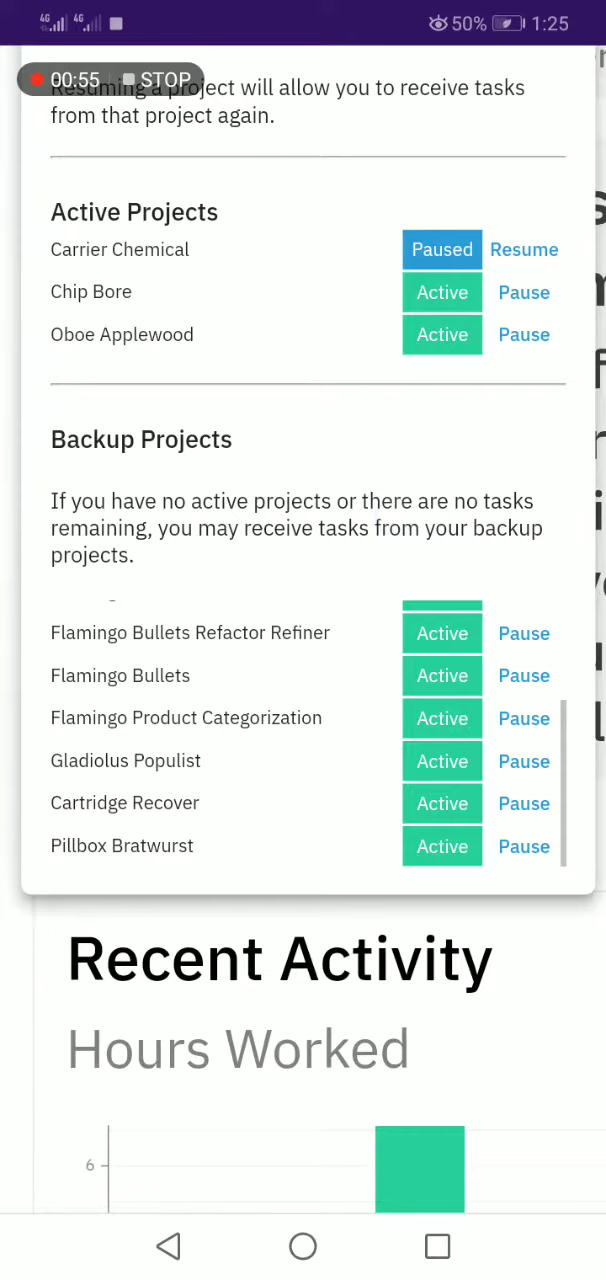 4G 4G 50% 1:25
00:55 STOP
Resuming a project will allow you to receive tasks
from that project again.
Active Projects
Carrier Chemical Paused Resume
Chip Bore Active Pause
Oboe Applewood Active Pause
Backup Projects
If you have no active projects or there are no tasks
remaining, you may receive tasks from your backup
projects.
Flamingo Bullets Refactor Refiner Active Pause
Flamingo Bullets Active Pause
Flamingo Product Categorization Active Pause
Gladiolus Populist Active Pause
Cartridge Recover Active Pause
Pillbox Bratwurst Active Pause
Recent Activity
Hours Worked
6